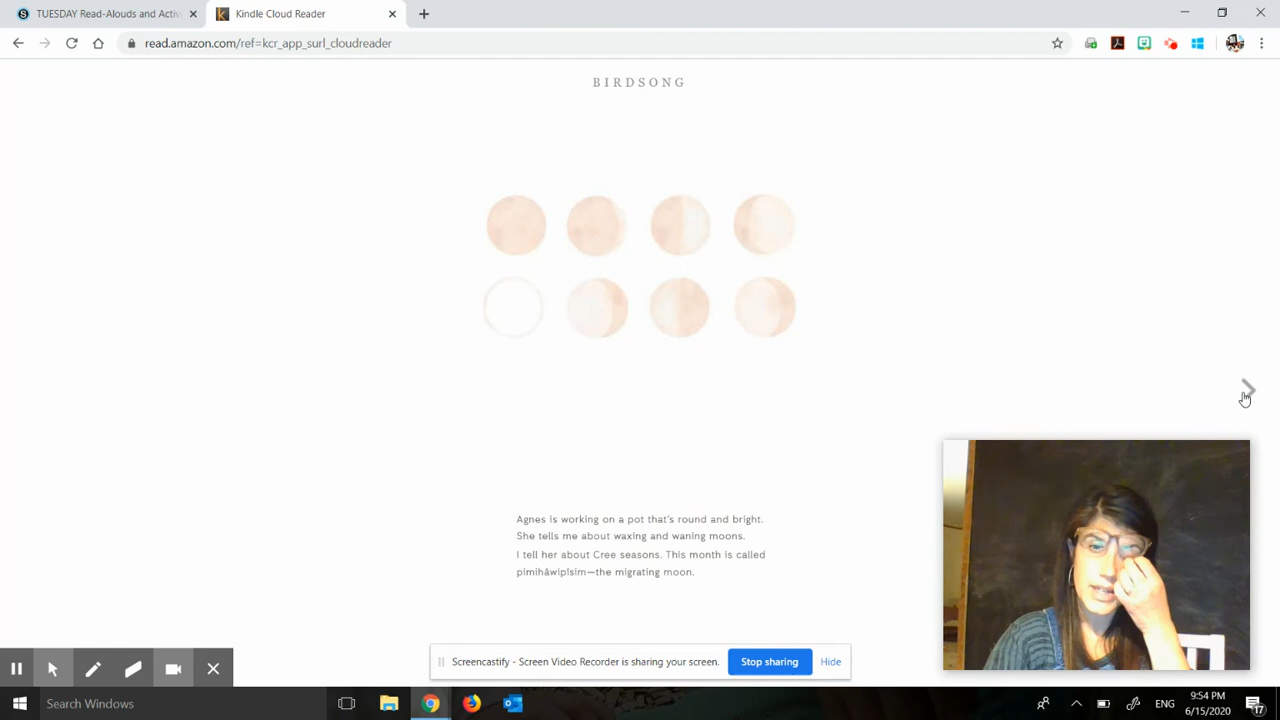 TUESDAY Read-Alouds and Activ
Kindle Cloud Reader
read.amazon.com/ref=kcr_app_surl_cloudreader
BIRDSONG
Agnes is working on a pot that's round and bright.
She tells me about waxing and waning moons.
I tell her about Cree seasons. This month is called
pimihâwipîsim—the migrating moon.
Screencastify - Screen Video Recorder is sharing your screen.
Stop sharing
Hide
Search Windows
ENG
9:54 PM
6/15/2020
17